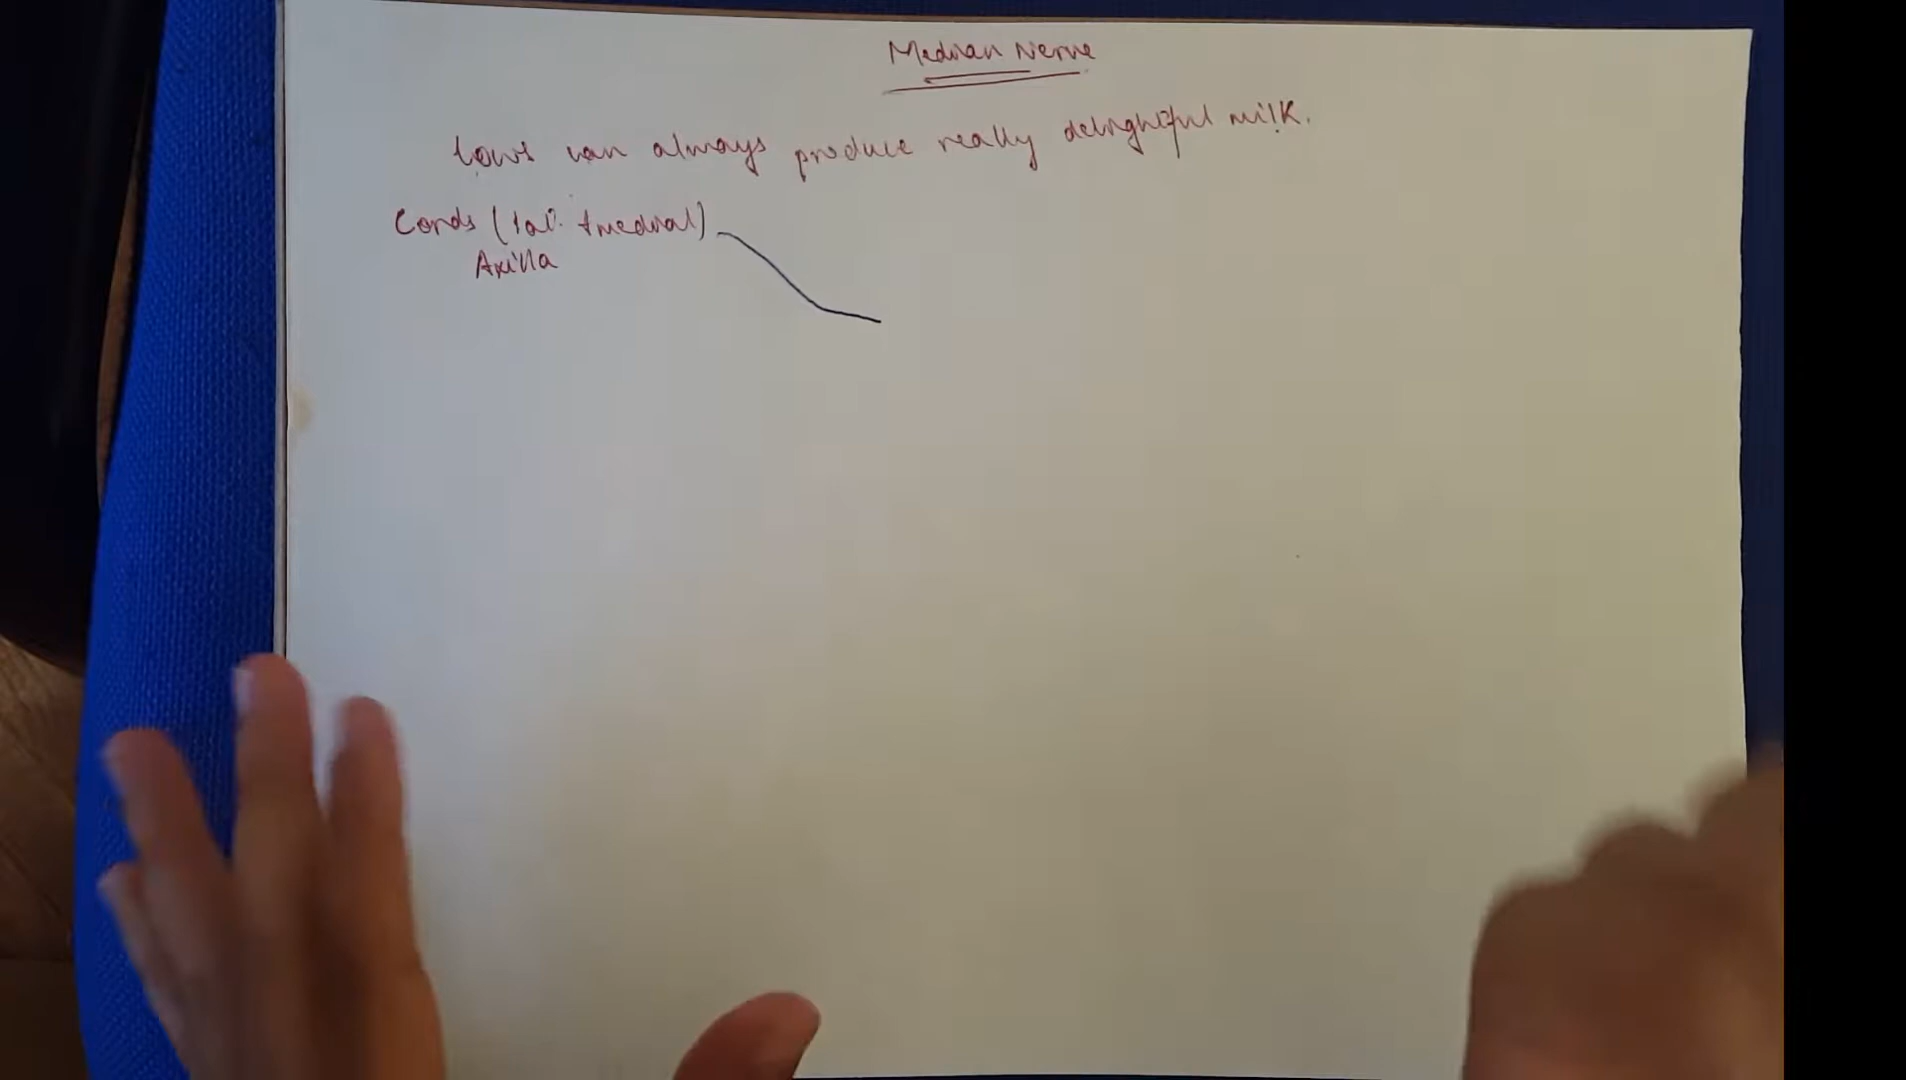 Median Nerve
Cows can always produce really delightful milk.
Cords (lat. + medial)
Axilla